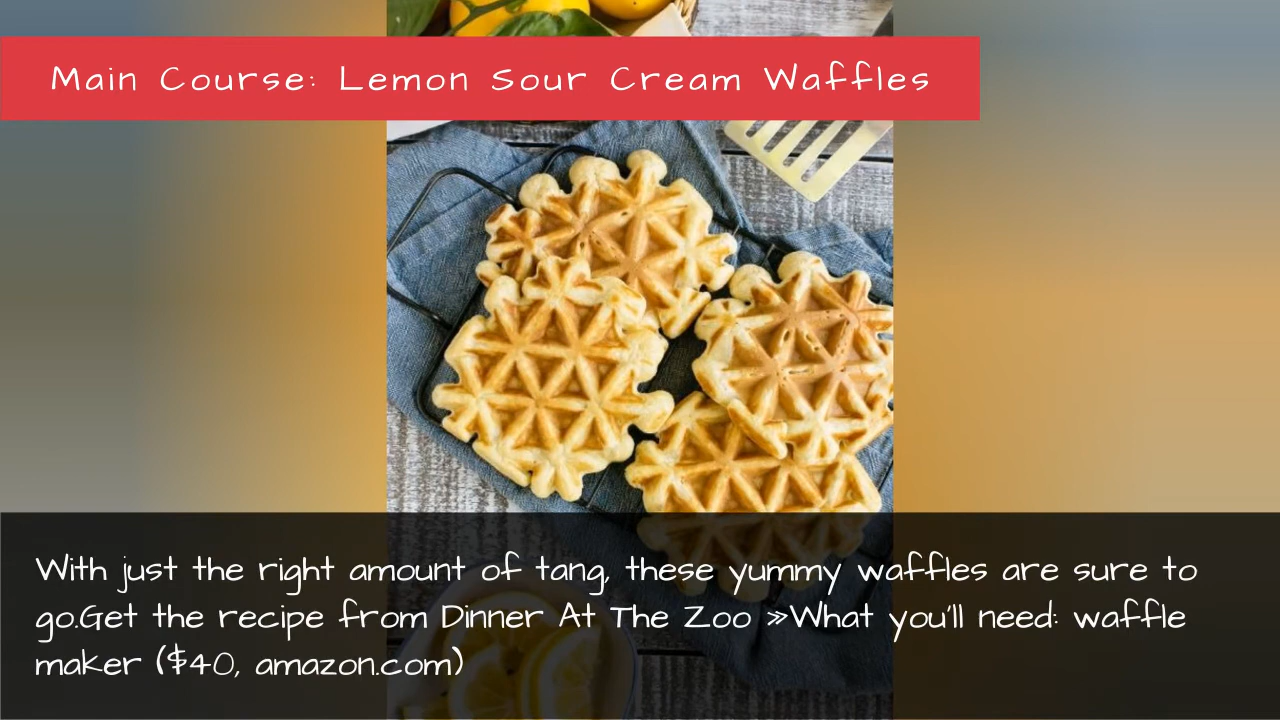 Main Course: Lemon Sour Cream Waffles
With just the right amount of tang, these yummy waffles are sure to
go.Get the recipe from Dinner At The Zoo »What you'll need: waffle
maker ($40, amazon.com)